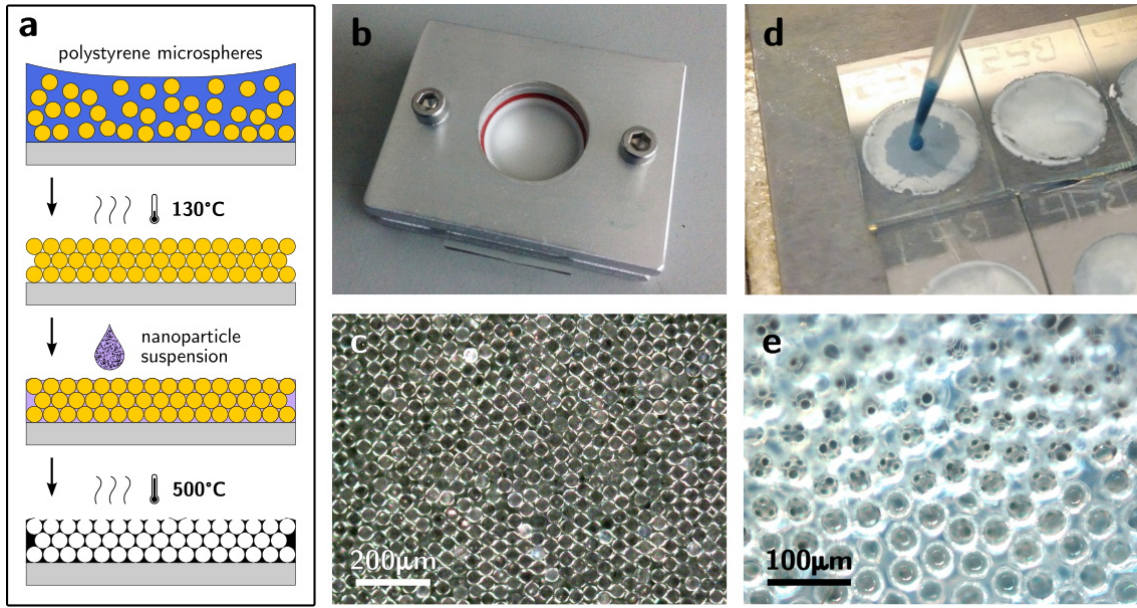 a
polystyrene microspheres
130°C
nanoparticle
suspension
500°C
b
c
200μm
d
e
100μm